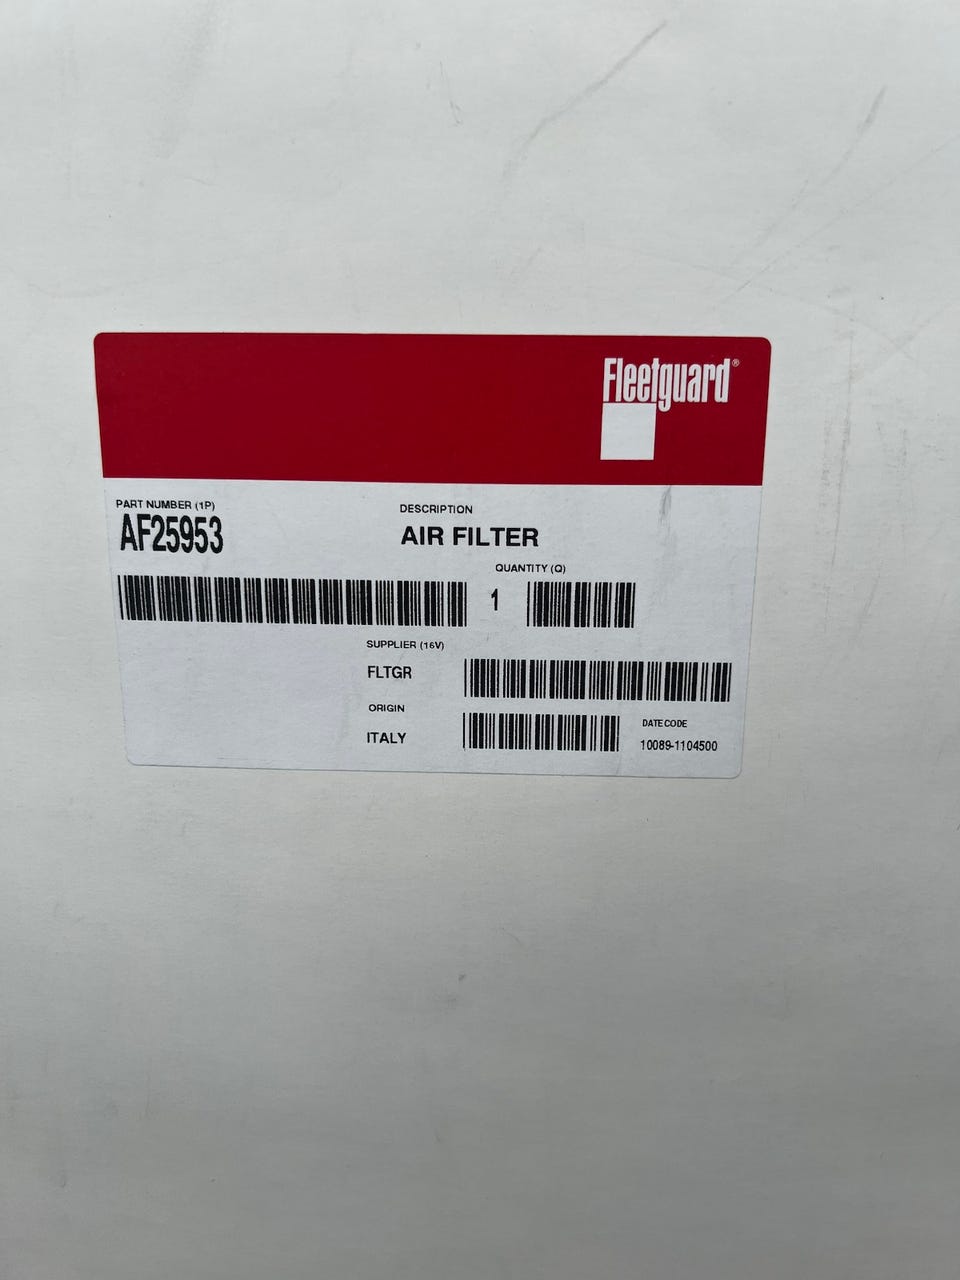 Fleetguard®
PART NUMBER (1P)
AF25953
DESCRIPTION
AIR FILTER
QUANTITY (Q)
1
SUPPLIER (16V)
FLTGR
ORIGIN
ITALY
DATE CODE
10089-1104500